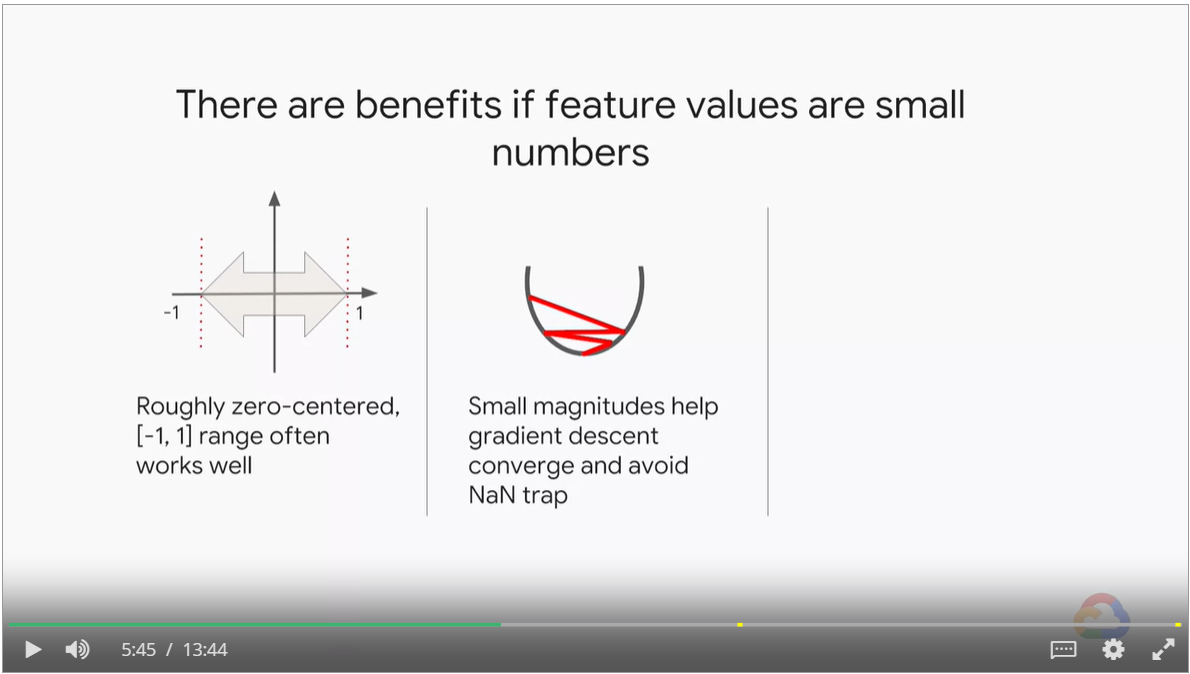 There are benefits if feature values are small
numbers
-1
1
Roughly zero-centered,
[-1, 1] range often
works well
Small magnitudes help
gradient descent
converge and avoid
NaN trap
5:45 / 13:44